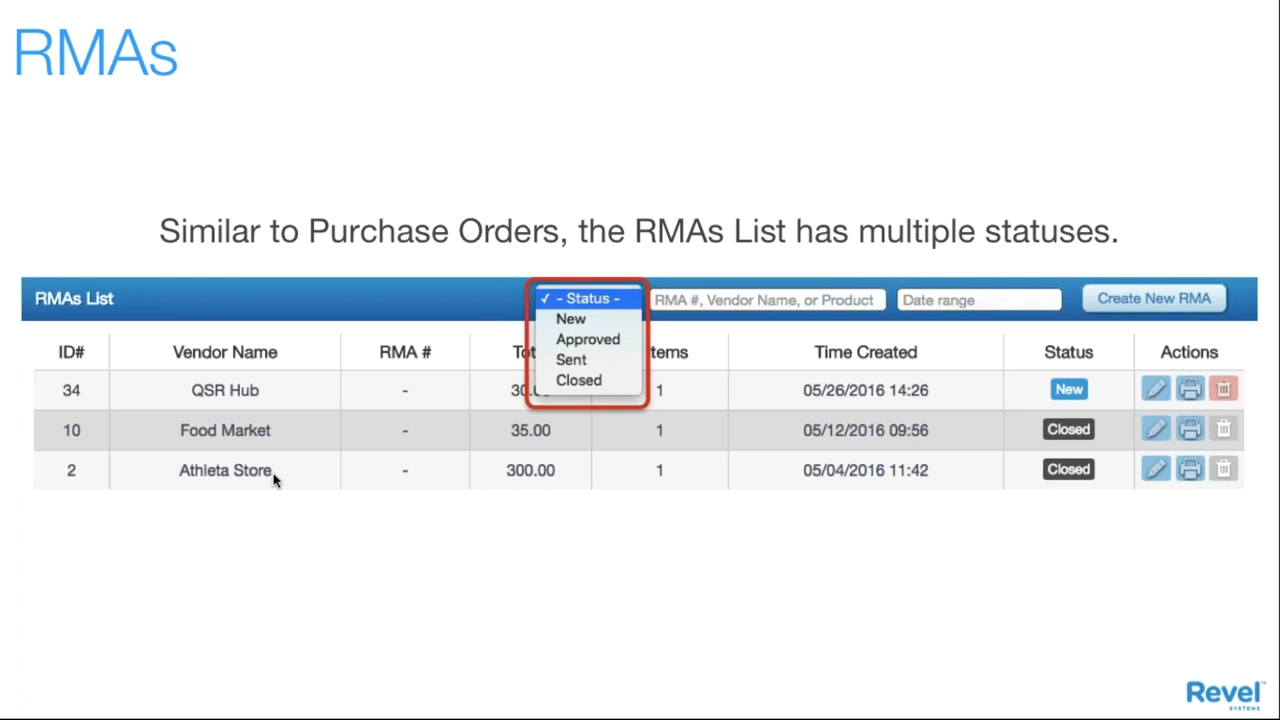 RMAs
Similar to Purchase Orders, the RMAs List has multiple statuses.
RMAs List ✓ - Status - RMA #, Vendor Name, or Product Date range Create New RMA
New
Approved
Sent
Closed
ID# Vendor Name RMA # Time Created Status Actions
34 QSR Hub - 1 05/26/2016 14:26 New
10 Food Market - 35.00 1 05/12/2016 09:56 Closed
2 Athleta Store - 300.00 1 05/04/2016 11:42 Closed
Revel
SYSTEMS